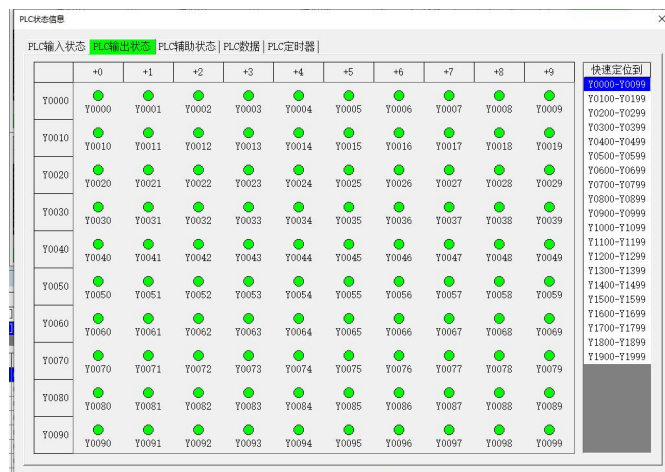 PLC状态信息
PLC输入状态 PLC输出状态 PLC辅助状态 PLC数据 PLC定时器
+0 +1 +2 +3 +4 +5 +6 +7 +8 +9 快速定位到
Y0000 Y0000 Y0001 Y0002 Y0003 Y0004 Y0005 Y0006 Y0007 Y0008 Y0009
Y0010 Y0010 Y0011 Y0012 Y0013 Y0014 Y0015 Y0016 Y0017 Y0018 Y0019
Y0020 Y0020 Y0021 Y0022 Y0023 Y0024 Y0025 Y0026 Y0027 Y0028 Y0029
Y0030 Y0030 Y0031 Y0032 Y0033 Y0034 Y0035 Y0036 Y0037 Y0038 Y0039
Y0040 Y0040 Y0041 Y0042 Y0043 Y0044 Y0045 Y0046 Y0047 Y0048 Y0049
Y0050 Y0050 Y0051 Y0052 Y0053 Y0054 Y0055 Y0056 Y0057 Y0058 Y0059
Y0060 Y0060 Y0061 Y0062 Y0063 Y0064 Y0065 Y0066 Y0067 Y0068 Y0069
Y0070 Y0070 Y0071 Y0072 Y0073 Y0074 Y0075 Y0076 Y0077 Y0078 Y0079
Y0080 Y0080 Y0081 Y0082 Y0083 Y0084 Y0085 Y0086 Y0087 Y0088 Y0089
Y0090 Y0090 Y0091 Y0092 Y0093 Y0094 Y0095 Y0096 Y0097 Y0098 Y0099
Y0000-Y0099
Y0100-Y0199
Y0200-Y0299
Y0300-Y0399
Y0400-Y0499
Y0500-Y0599
Y0600-Y0699
Y0700-Y0799
Y0800-Y0899
Y0900-Y0999
Y1000-Y1099
Y1100-Y1199
Y1200-Y1299
Y1300-Y1399
Y1400-Y1499
Y1500-Y1599
Y1600-Y1699
Y1700-Y1799
Y1800-Y1899
Y1900-Y1999